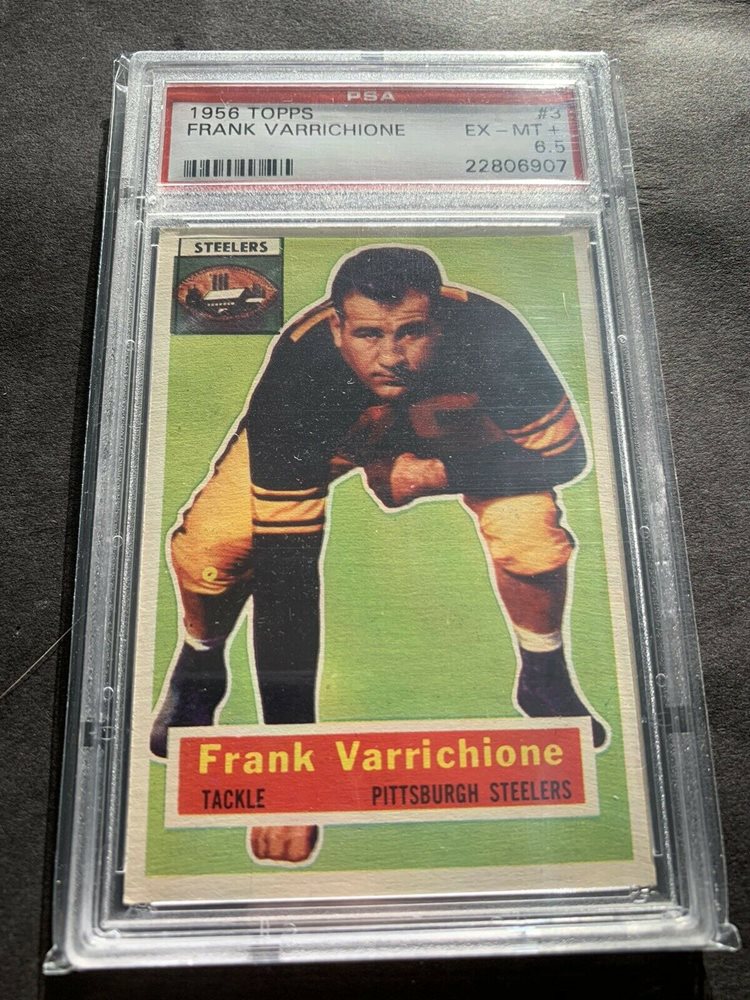 PSA
1956 TOPPS #3
FRANK VARRICHIONE EX - MT +
6.5
22806907
STEELERS
Frank Varrichione
TACKLE PITTSBURGH STEELERS